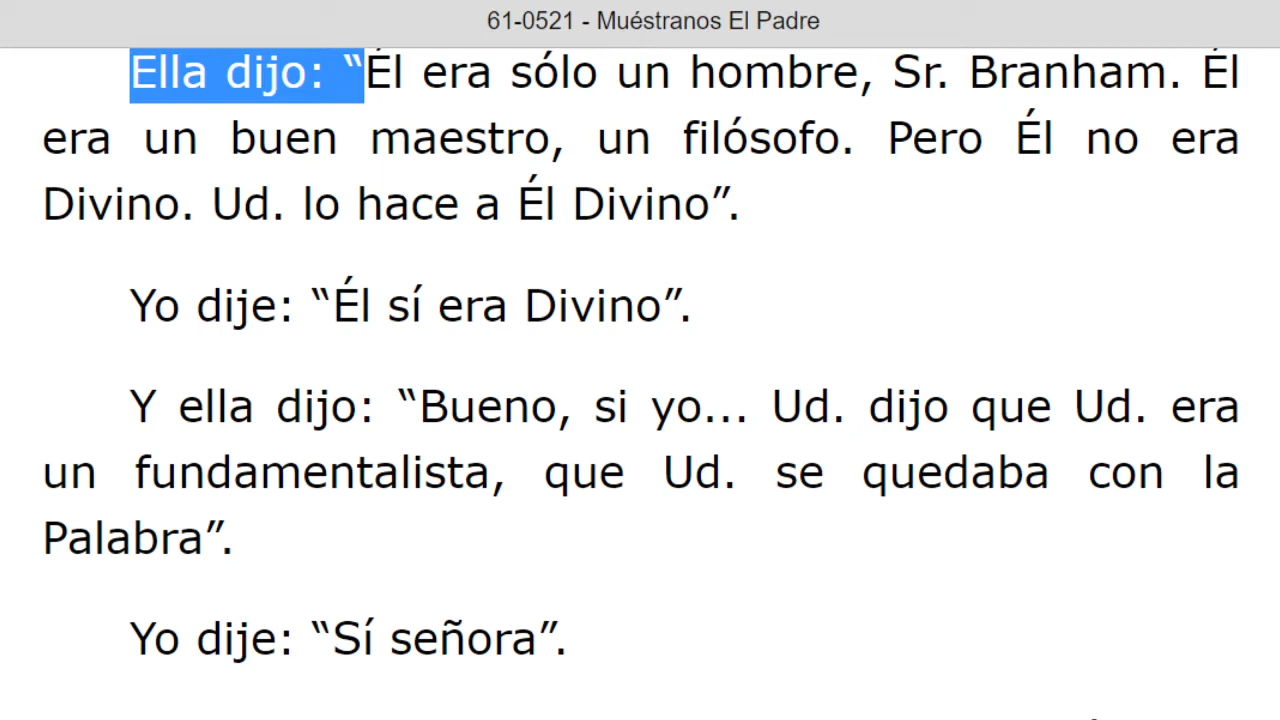 61-0521 - Muéstranos El Padre
Ella dijo: “Él era sólo un hombre, Sr. Branham. Él
era un buen maestro, un filósofo. Pero Él no era
Divino. Ud. lo hace a Él Divino”.
Yo dije: “Él sí era Divino”.
Y ella dijo: “Bueno, si yo... Ud. dijo que Ud. era
un fundamentalista, que Ud. se quedaba con la
Palabra”.
Yo dije: “Sí señora”.